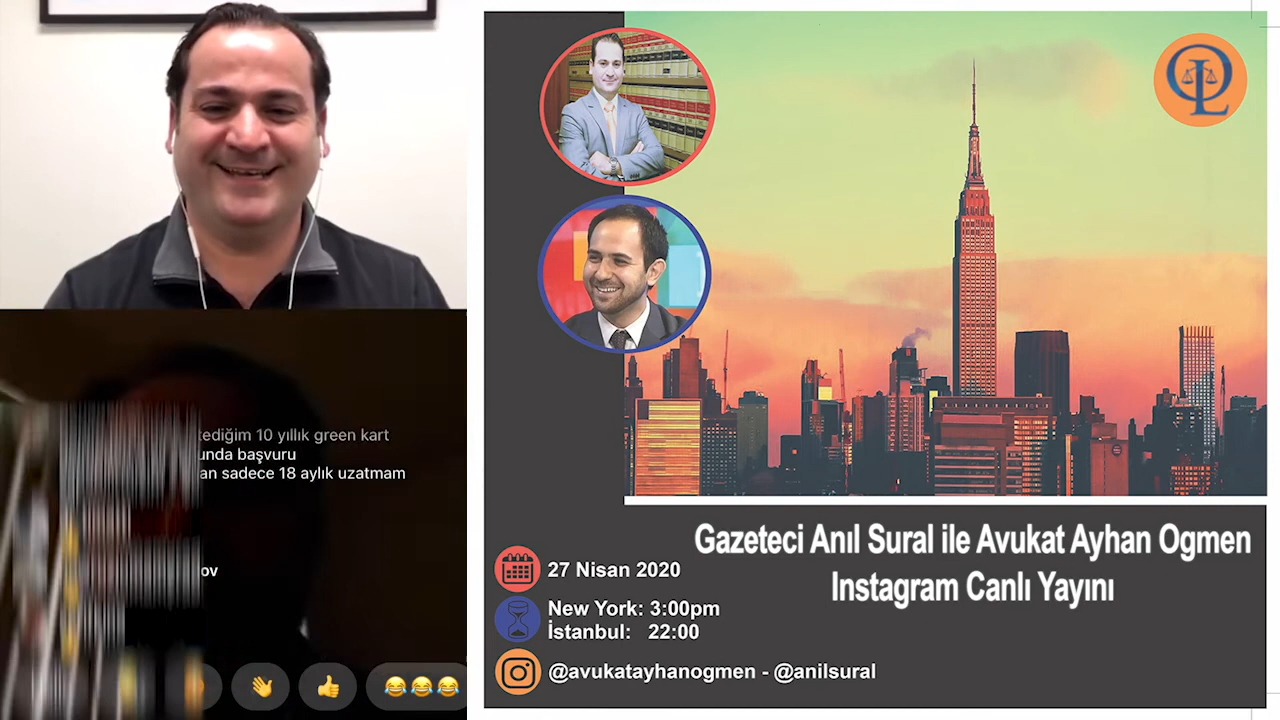 tediğim 10 yıllık green kart
unda başvuru
an sadece 18 aylık uzatmam
ov
OL
Gazeteci Anıl Sural ile Avukat Ayhan Ogmen
Instagram Canlı Yayını
27 Nisan 2020
New York: 3:00pm
İstanbul: 22:00
@avukatayhanogmen - @anilsural